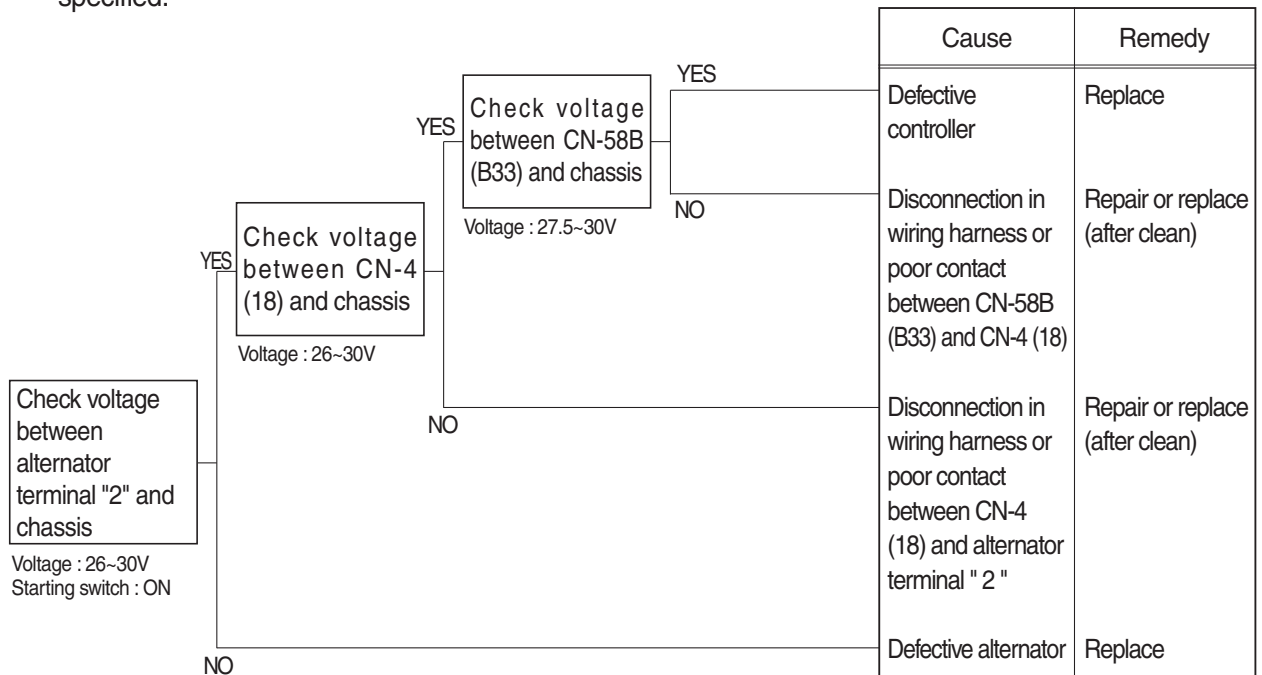 specified.
Cause Remedy
YES
Check voltage
between CN-58B
(B33) and chassis
YES
Voltage : 27.5~30V
NO
Defective
controller
Replace
Disconnection in
wiring harness or
poor contact
between CN-58B
(B33) and CN-4 (18)
Repair or replace
(after clean)
Check voltage
between CN-4
(18) and chassis
YES
Voltage : 26~30V
NO
Disconnection in
wiring harness or
poor contact
between CN-4
(18) and alternator
terminal " 2 "
Repair or replace
(after clean)
Check voltage
between
alternator
terminal "2" and
chassis
Voltage : 26~30V
Starting switch : ON
NO
Defective alternator
Replace